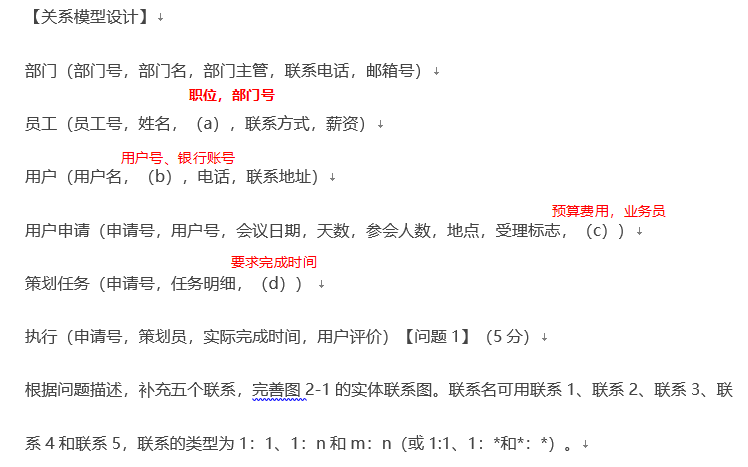 【关系模型设计】↓
部门（部门号，部门名，部门主管，联系电话，邮箱号）↓
职位，部门号
员工（员工号，姓名，（a），联系方式，薪资）↓
用户号、银行账号
用户（用户名，（b），电话，联系地址）↓
预算费用，业务员
用户申请（申请号，用户号，会议日期，天数，参会人数，地点，受理标志，（c））↓
要求完成时间
策划任务（申请号，任务明细，（d））↓
执行（申请号，策划员，实际完成时间，用户评价）【问题1】（5分）↓
根据问题描述，补充五个联系，完善图2-1的实体联系图。联系名可用联系1、联系2、联系3、联
系4和联系5，联系的类型为1：1、1：n和m：n（或1:1、1：*和*：*）。↓